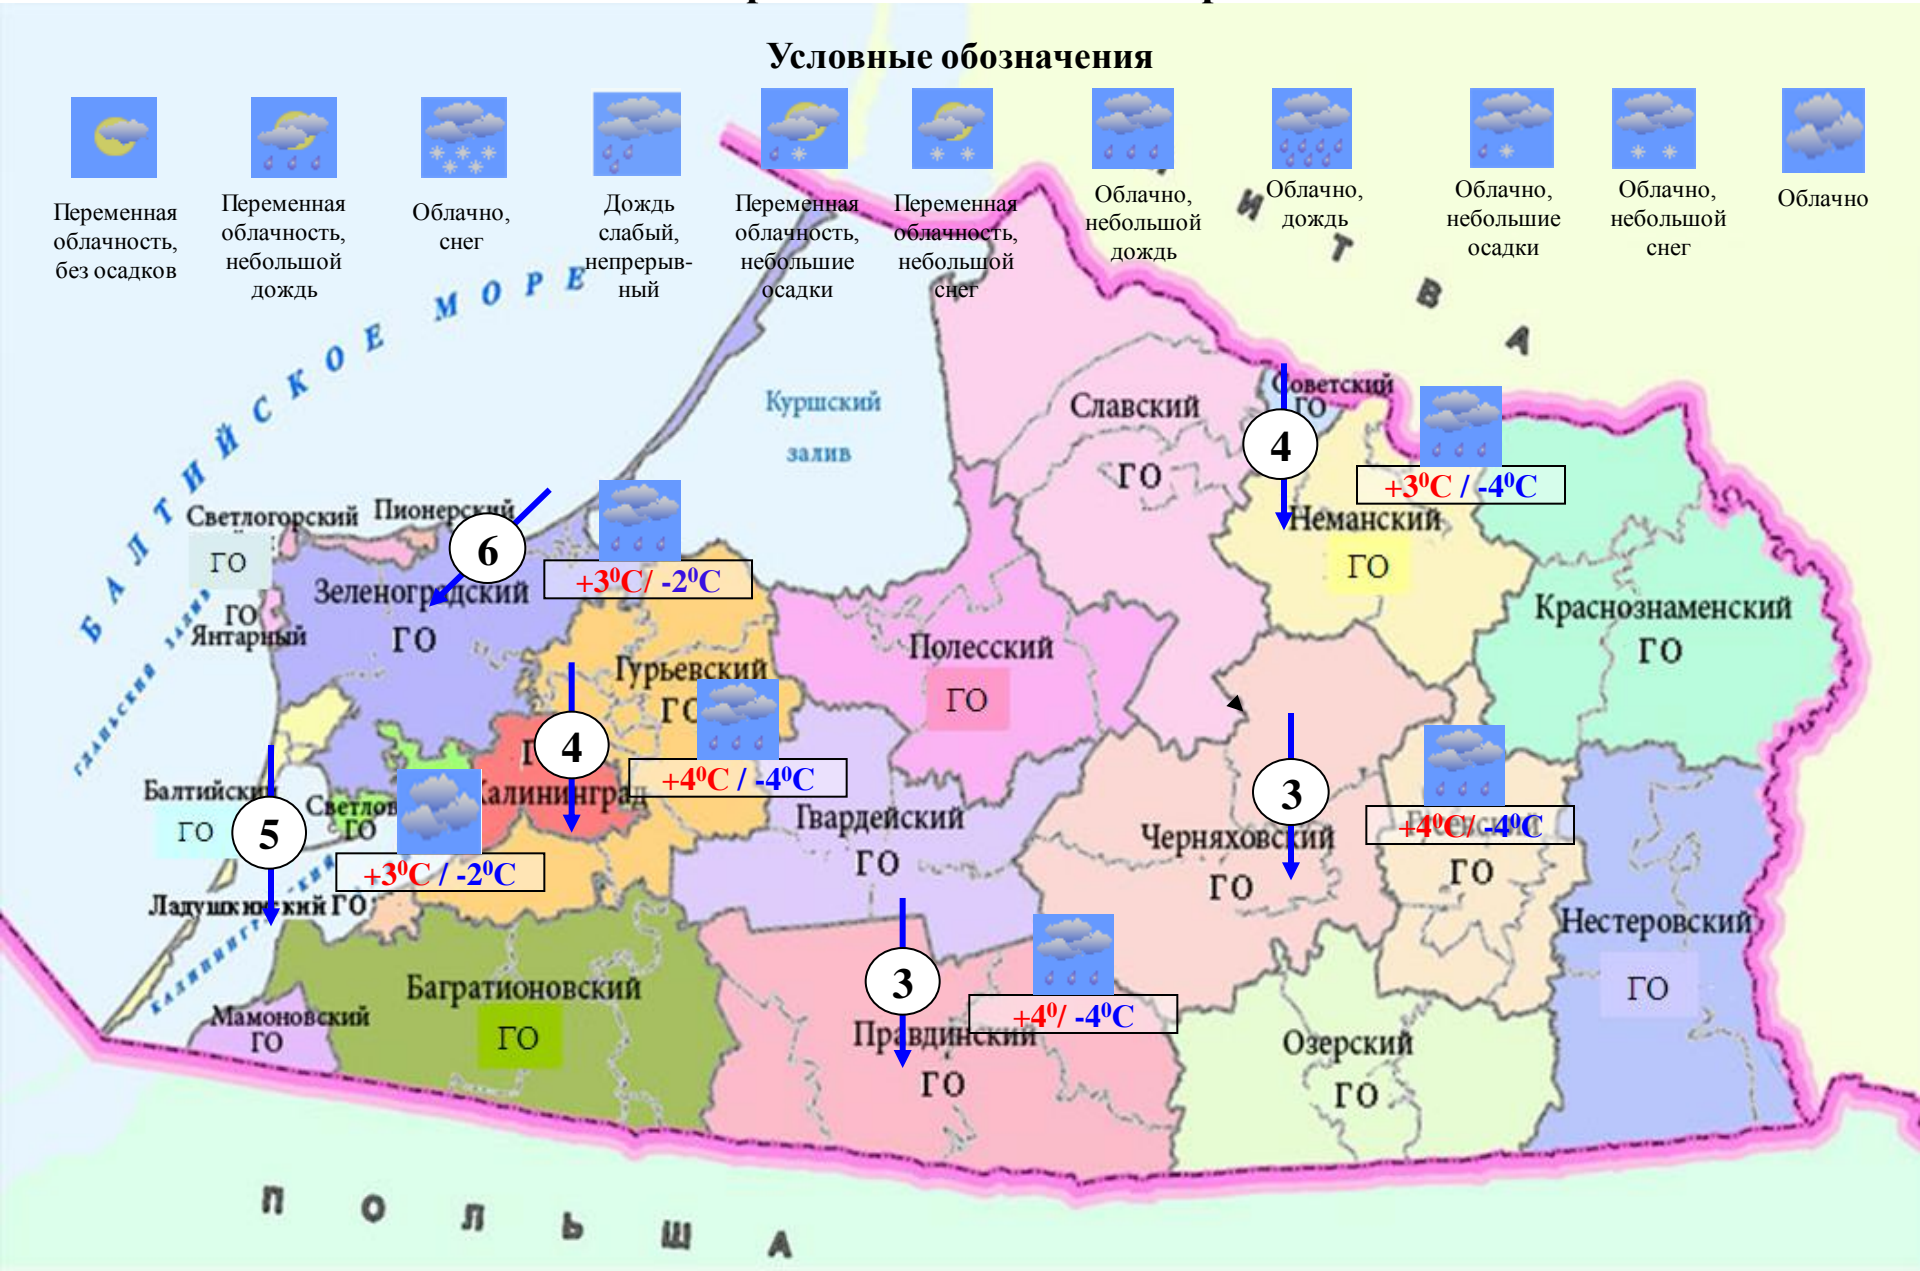 Условные обозначения
Переменная
облачность,
без осадков
Переменная
облачность,
небольшой
дождь
Облачно,
снег
Дождь
слабый,
непрерыв-
ный
Переменная
облачность,
небольшие
осадки
Переменная
облачность,
небольшой
снег
Облачно,
небольшой
дождь
Облачно,
дождь
Облачно,
небольшие
осадки
Облачно,
небольшой
снег
Облачно
БАЛТИЙСКОЕ МОРЕ
ИТВА
Куршский
залив
Славский
ГО
Советский
ГО
4
+3⁰C / -4⁰C
Неманский
ГО
Светлогорский
ГО
Пионерский
6
+3⁰C/ -2⁰C
Зеленоградский
ГО
ГО
Янтарный
Краснознаменский
ГО
Гурьевский
ГО
Полесский
ГО
4
+4⁰C / -4⁰C
Калининград
Балтийский
ГО
5
Светлов
ГО
+3⁰C / -2⁰C
Гвардейский
ГО
3
Черняховский
ГО
+4⁰C/ -4⁰C
ГО
Ладушкинский ГО
Нестеровский
ГО
Багратионовский
ГО
Мамоновский
ГО
3
+4⁰/ -4⁰C
Правдинский
ГО
Озерский
ГО
ПОЛЬША